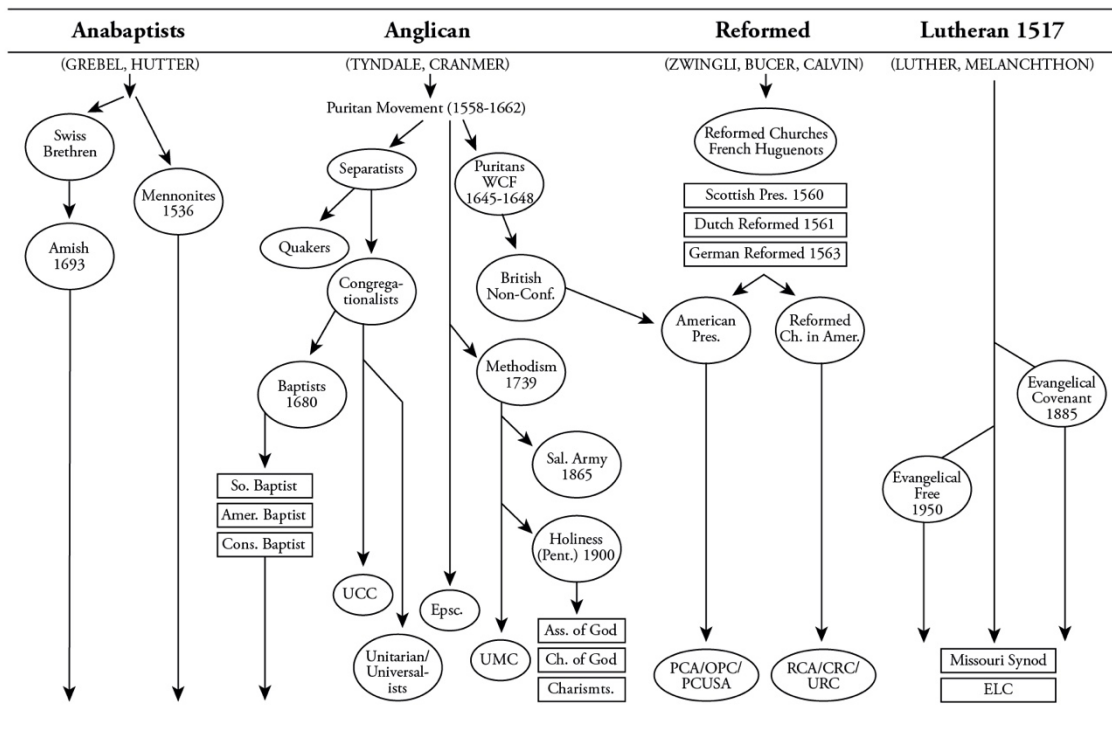 Anabaptists
Anglican
Reformed
Lutheran 1517
(GREBEL, HUTTER)
(TYNDALE, CRANMER)
(ZWINGLI, BUCER, CALVIN)
(LUTHER, MELANCHTHON)
Swiss
Brethren
Mennonites
1536
Amish
1693
Puritan Movement (1558-1662)
Separatists
Puritans
WCF
1645-1648
Quakers
Congrega-
tionalists
British
Non-Conf.
Baptists
1680
Methodism
1739
So. Baptist
Amer. Baptist
Cons. Baptist
Sal. Army
1865
Holiness
(Pent.) 1900
UCC
Epsc.
Unitarian/
Universal-
ists
UMC
Ass. of God
Ch. of God
Charismts.
Reformed Churches
French Huguenots
Scottish Pres. 1560
Dutch Reformed 1561
German Reformed 1563
American
Pres.
Reformed
Ch. in Amer.
PCA/OPC/
PCUSA
RCA/CRC/
URC
Evangelical
Covenant
1885
Evangelical
Free
1950
Missouri Synod
ELC